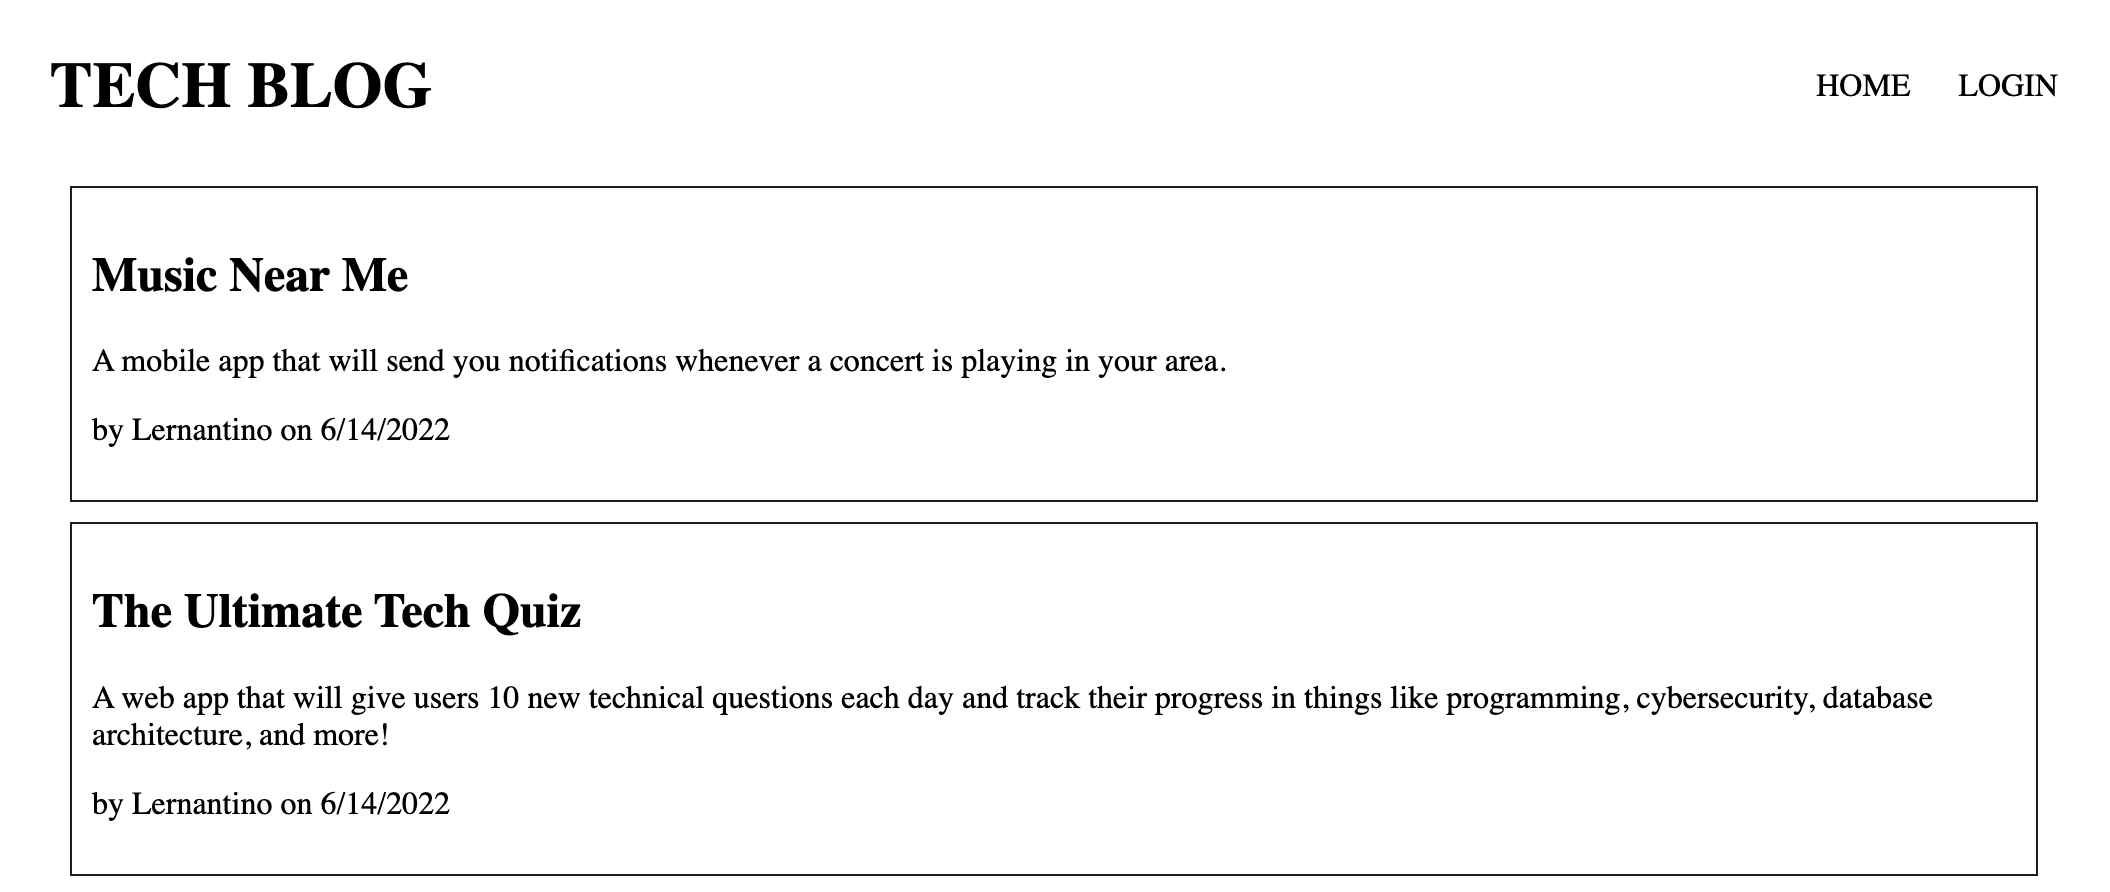 TECH BLOG
HOME LOGIN
Music Near Me
A mobile app that will send you notifications whenever a concert is playing in your area.
by Lernantino on 6/14/2022
The Ultimate Tech Quiz
A web app that will give users 10 new technical questions each day and track their progress in things like programming, cybersecurity, database
architecture, and more!
by Lernantino on 6/14/2022